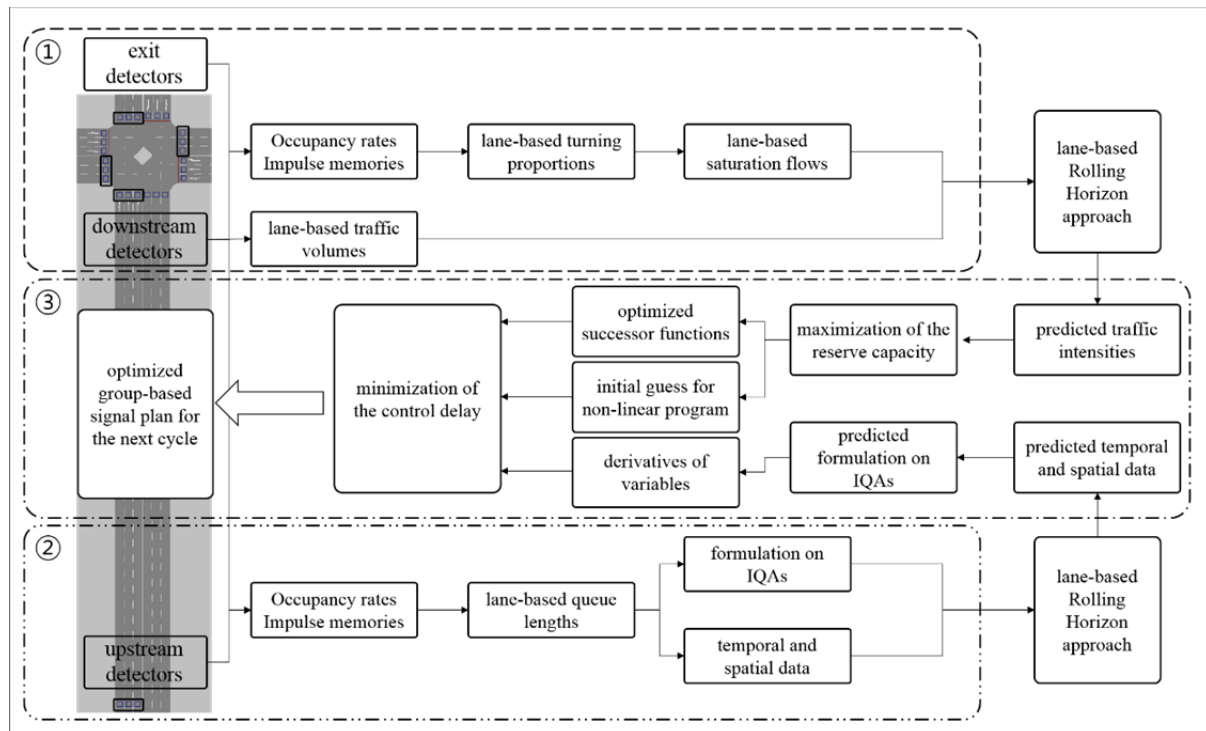 ①
exit
detectors
Occupancy rates
Impulse memories
lane-based turning
proportions
lane-based
saturation flows
lane-based
Rolling
Horizon
approach
downstream
detectors
lane-based traffic
volumes
③
optimized
group-based
signal plan for
the next cycle
minimization of
the control delay
optimized
successor functions
initial guess for
non-linear program
derivatives of
variables
maximization of the
reserve capacity
predicted
formulation on
IQAs
predicted traffic
intensities
predicted temporal
and spatial data
②
upstream
detectors
Occupancy rates
Impulse memories
lane-based queue
lengths
formulation on
IQAs
temporal and
spatial data
lane-based
Rolling
Horizon
approach